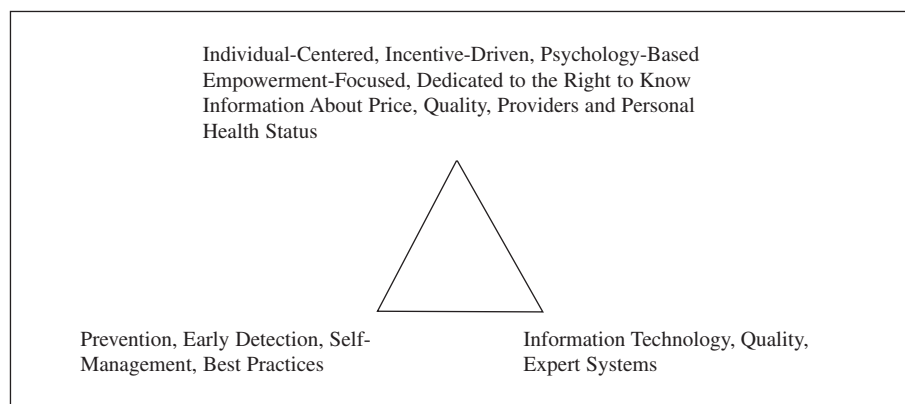 Individual-Centered, Incentive-Driven, Psychology-Based
Empowerment-Focused, Dedicated to the Right to Know
Information About Price, Quality, Providers and Personal
Health Status
Prevention, Early Detection, Self-
Management, Best Practices
Information Technology, Quality,
Expert Systems